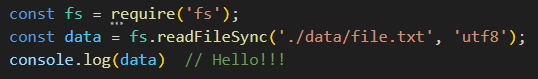 const fs = require('fs');
const data = fs.readFileSync('./data/file.txt', 'utf8');
console.log(data)  // Hello!!!